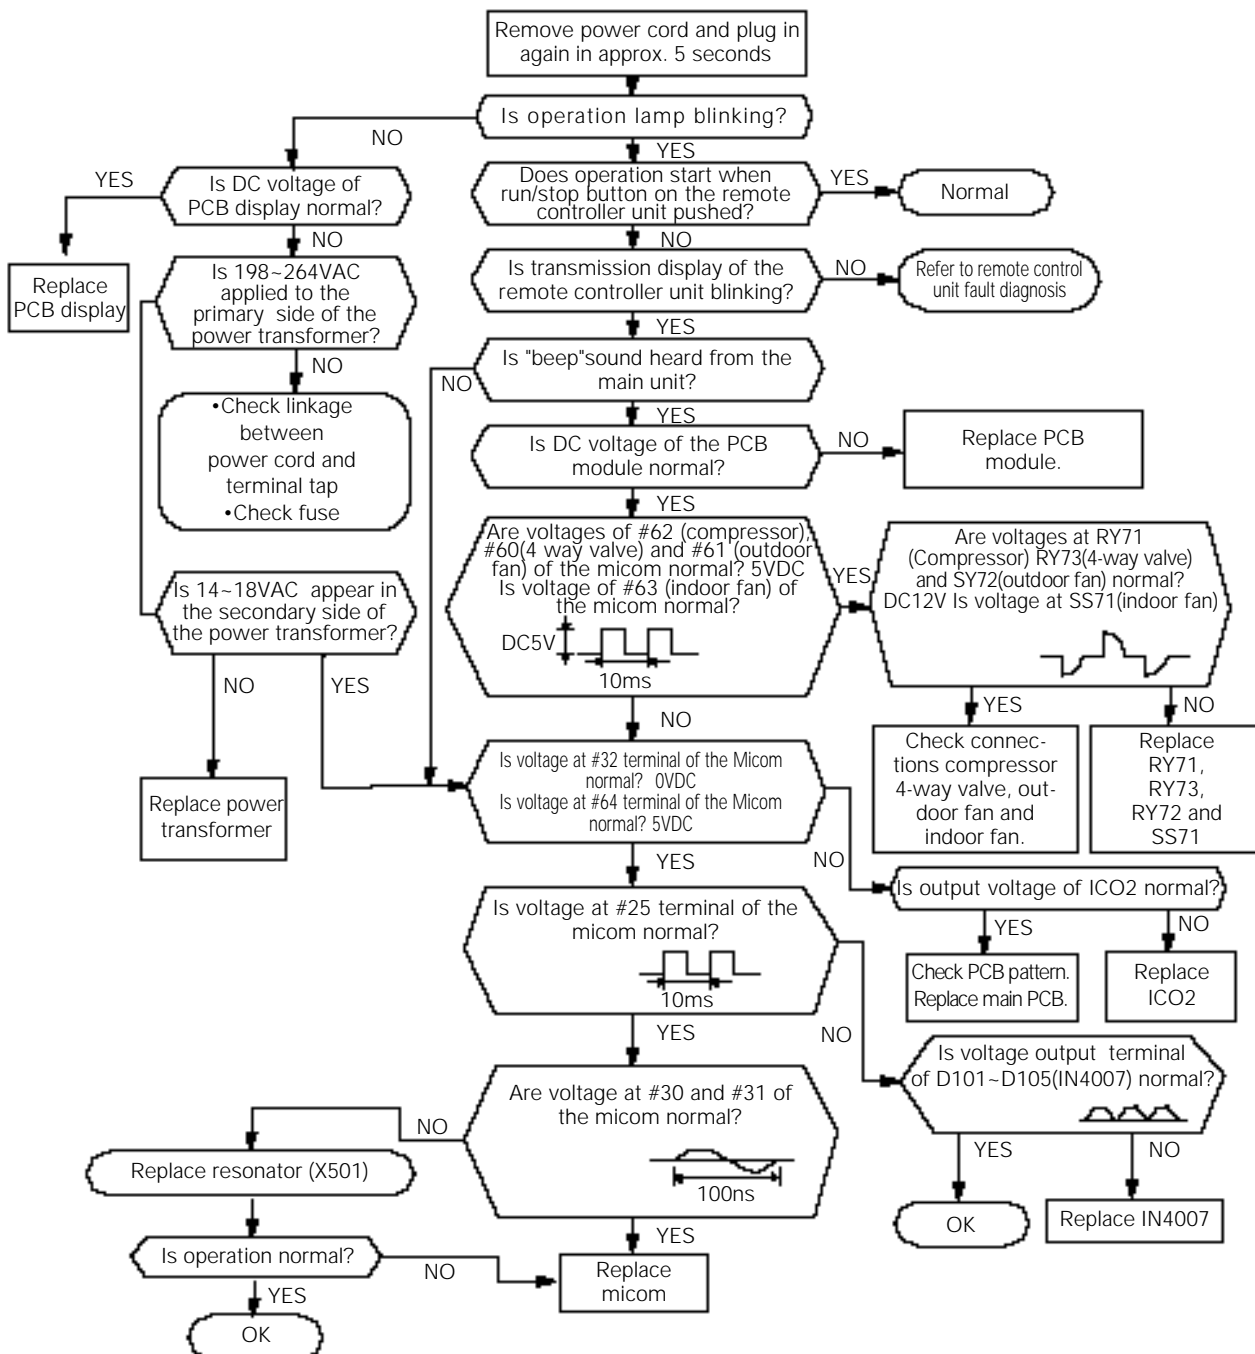 Remove power cord and plug in
again in approx. 5 seconds
Is operation lamp blinking?
NO
YES
YES
Is DC voltage of
PCB display normal?
Does operation start when
run/stop button on the remote
controller unit pushed?
YES
Normal
NO
NO
Replace
PCB display
Is 198~264VAC
applied to the
primary side of the
power transformer?
Is transmission display of the
remote controller unit blinking?
NO
Refer to remote control
unit fault diagnosis
YES
NO
Is "beep"sound heard from the
main unit?
NO
•Check linkage
between
power cord and
terminal tap
•Check fuse
YES
Is DC voltage of the PCB
module normal?
NO
Replace PCB
module.
YES
Are voltages of #62 (compressor),
#60(4 way valve) and #61 (outdoor
fan) of the micom normal? 5VDC
Is voltage of #63 (indoor fan) of
the micom normal?
DC5V
10ms
YES
Are voltages at RY71
(Compressor) RY73(4-way valve)
and SY72(outdoor fan) normal?
DC12V Is voltage at SS71(indoor fan)
Is 14~18VAC appear in
the secondary side of
the power transformer?
NO
YES
NO
YES
NO
Replace power
transformer
Is voltage at #32 terminal of the Micom
normal? 0VDC
Is voltage at #64 terminal of the Micom
normal? 5VDC
Check connec-
tions compressor
4-way valve, out-
door fan and
indoor fan.
Replace
RY71,
RY73,
RY72 and
SS71
YES
NO
Is output voltage of ICO2 normal?
Is voltage at #25 terminal of the
micom normal?
10ms
YES
NO
Check PCB pattern.
Replace main PCB.
Replace
ICO2
YES
NO
Is voltage output terminal
of D101~D105(IN4007) normal?
Are voltage at #30 and #31 of
the micom normal?
100ns
NO
YES
NO
Replace resonator (X501)
OK
Replace IN4007
YES
Is operation normal?
NO
Replace
micom
YES
OK